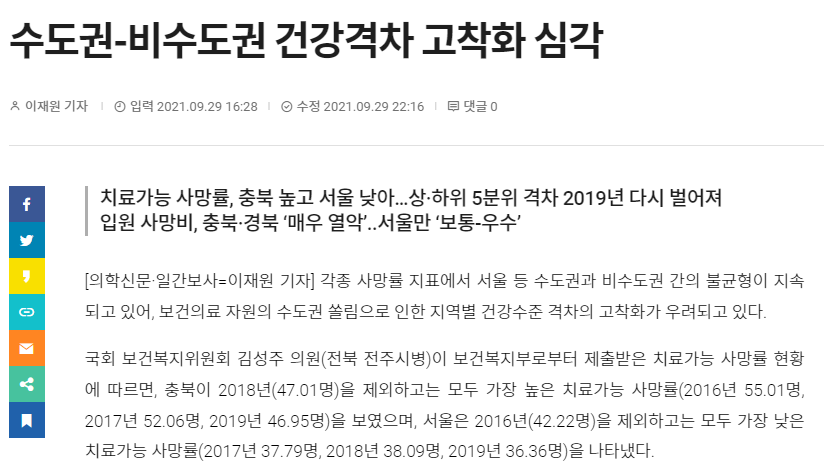 수도권-비수도권 건강격차 고착화 심각
이재원 기자 입력 2021.09.29 16:28 수정 2021.09.29 22:16 댓글 0
치료가능 사망률, 충북 높고 서울 낮아…상·하위 5분위 격차 2019년 다시 벌어져
입원 사망비, 충북·경북 ‘매우 열악’..서울만 ‘보통-우수’
[의학신문·일간보사=이재원 기자] 각종 사망률 지표에서 서울 등 수도권과 비수도권 간의 불균형이 지속
되고 있어, 보건의료 자원의 수도권 쏠림으로 인한 지역별 건강수준 격차의 고착화가 우려되고 있다.
국회 보건복지위원회 김성주 의원(전북 전주시병)이 보건복지부로부터 제출받은 치료가능 사망률 현황
에 따르면, 충북이 2018년(47.01명)을 제외하고는 모두 가장 높은 치료가능 사망률(2016년 55.01명,
2017년 52.06명, 2019년 46.95명)을 보였으며, 서울은 2016년(42.22명)을 제외하고는 모두 가장 낮은
치료가능 사망률(2017년 37.79명, 2018년 38.09명, 2019년 36.36명)을 나타냈다.